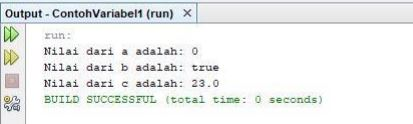 Output - ContohVariabel1 (run) ×
run:
Nilai dari a adalah: 0
Nilai dari b adalah: true
Nilai dari c adalah: 23.0
BUILD SUCCESSFUL (total time: 0 seconds)